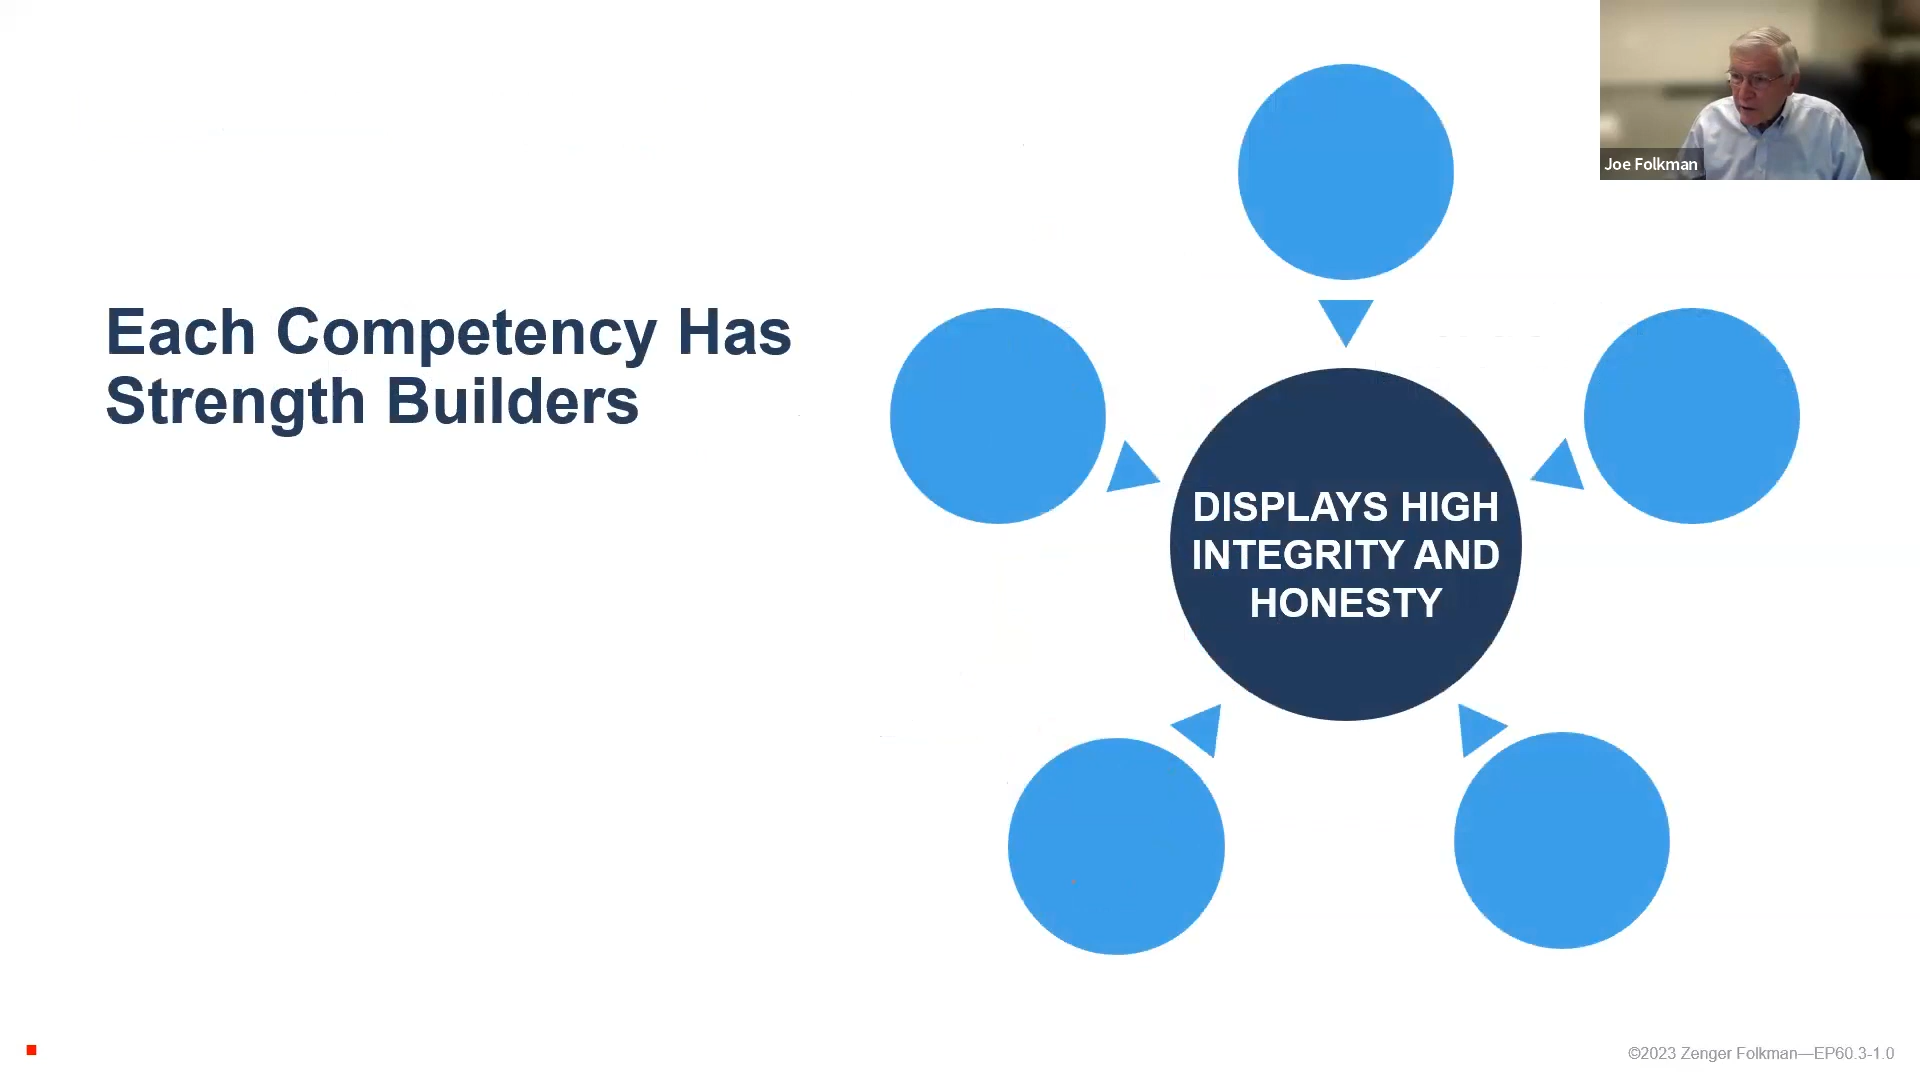 Joe Folkman
Each Competency Has
Strength Builders
DISPLAYS HIGH
INTEGRITY AND
HONESTY
©2023 Zenger Folkman—EP60.3-1.0